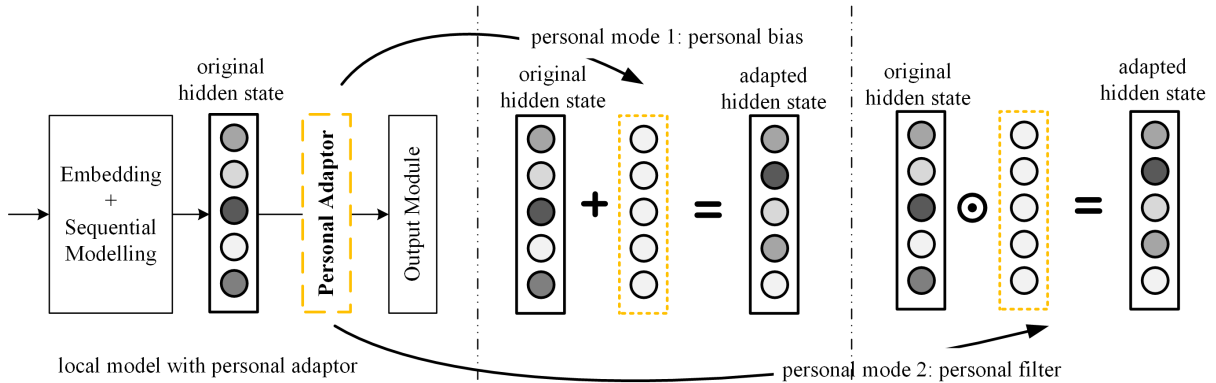 personal mode 1: personal bias
original
hidden state
Embedding
+
Sequential
Modelling
Personal Adaptor
Output Module
local model with personal adaptor
original
hidden state
+
=
adapted
hidden state
original
hidden state
⊙
=
adapted
hidden state
personal mode 2: personal filter